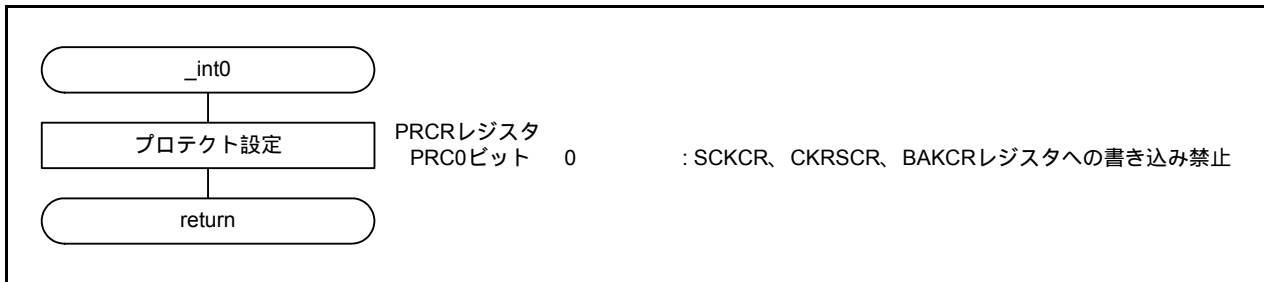 _int0
プロテクト設定
PRCRレジスタ
PRC0ビット 0 : SCKCR、CKRSCR、BAKCRレジスタへの書き込み禁止
return